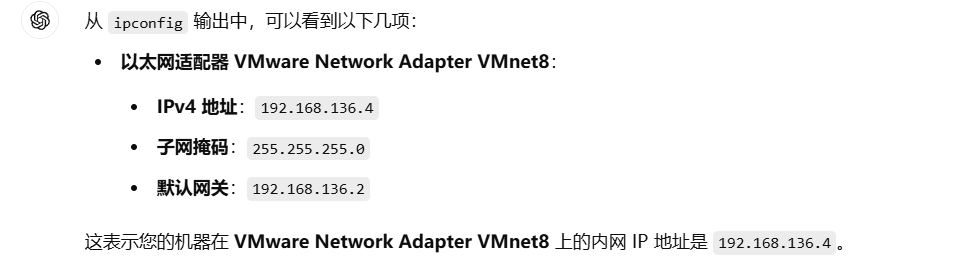 从 ipconfig 输出中，可以看到以下几项：
• 以太网适配器 VMware Network Adapter VMnet8：
• IPv4 地址：192.168.136.4
• 子网掩码：255.255.255.0
• 默认网关：192.168.136.2
这表示您的机器在 VMware Network Adapter VMnet8 上的内网 IP 地址是 192.168.136.4。